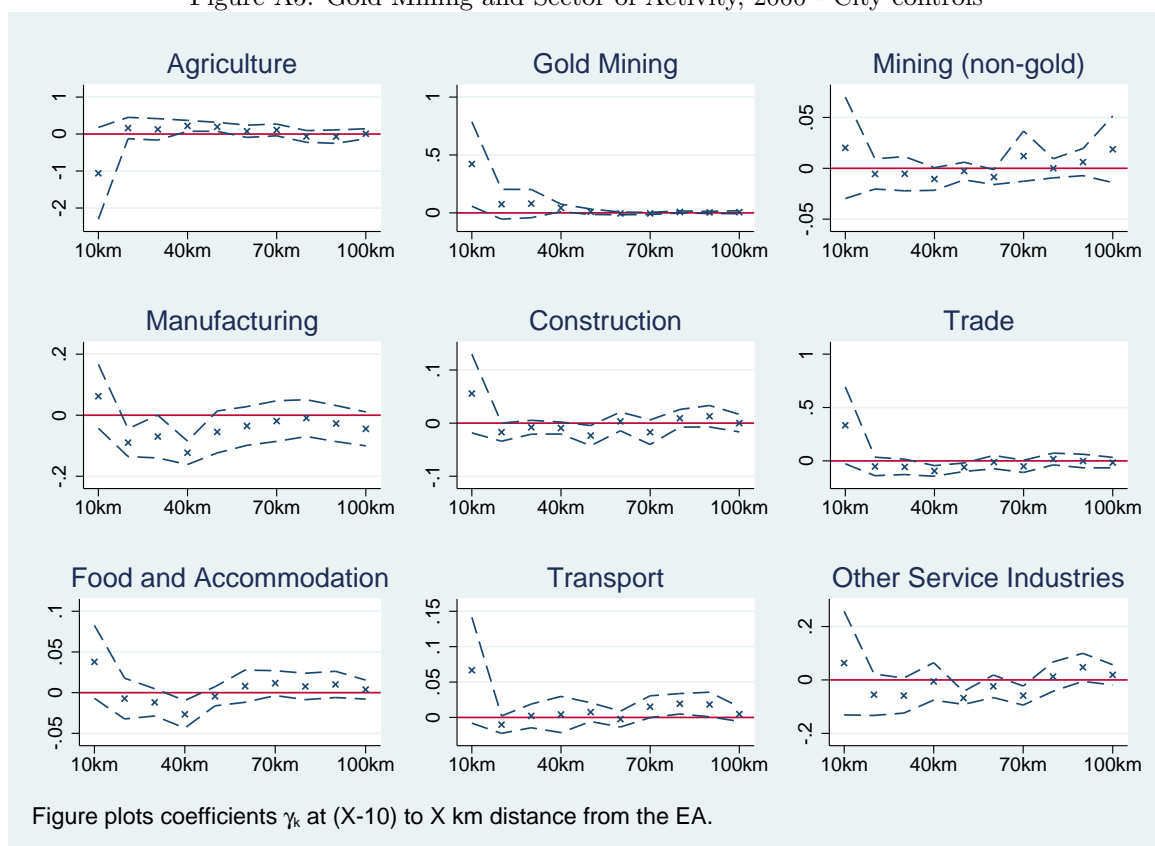 Gold Mining and Sector of Activity, - City controls
Agriculture
1
0
-1
-2
10km 40km 70km 100km
Gold Mining
1
.5
0
10km 40km 70km 100km
Mining (non-gold)
.05
0
-.05
10km 40km 70km 100km
Manufacturing
.2
0
-.2
10km 40km 70km 100km
Construction
.1
0
-.1
10km 40km 70km 100km
Trade
1
.5
0
10km 40km 70km 100km
Food and Accommodation
.1
.05
0
-.05
10km 40km 70km 100km
Transport
.15
.1
.05
0
10km 40km 70km 100km
Other Service Industries
.2
0
-.2
10km 40km 70km 100km
Figure plots coefficients γk at (X-10) to X km distance from the EA.